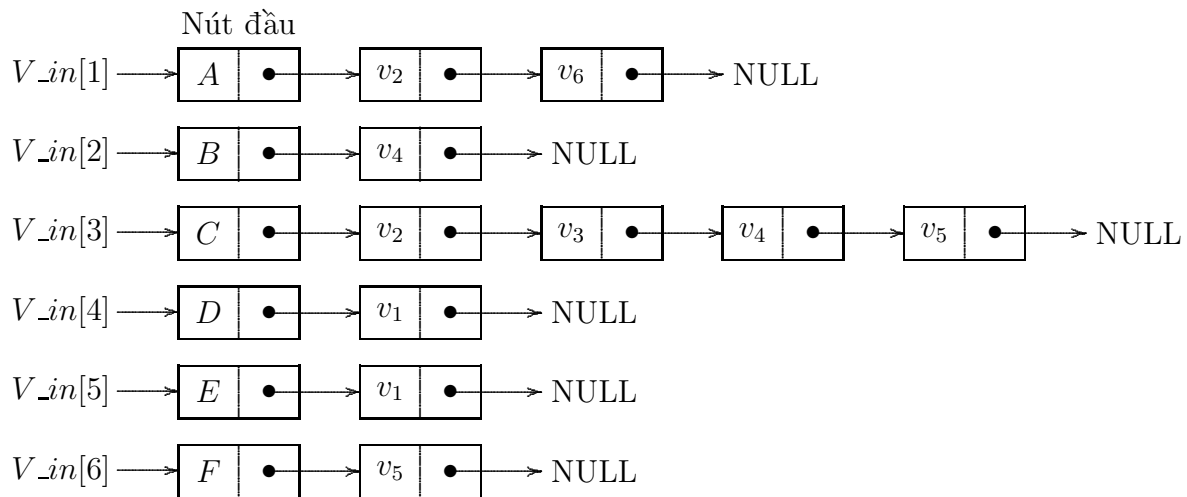 Nút đầu
V_in[1] A v₂ v₆ NULL
V_in[2] B v₄ NULL
V_in[3] C v₂ v₃ v₄ v₅ NULL
V_in[4] D v₁ NULL
V_in[5] E v₁ NULL
V_in[6] F v₅ NULL